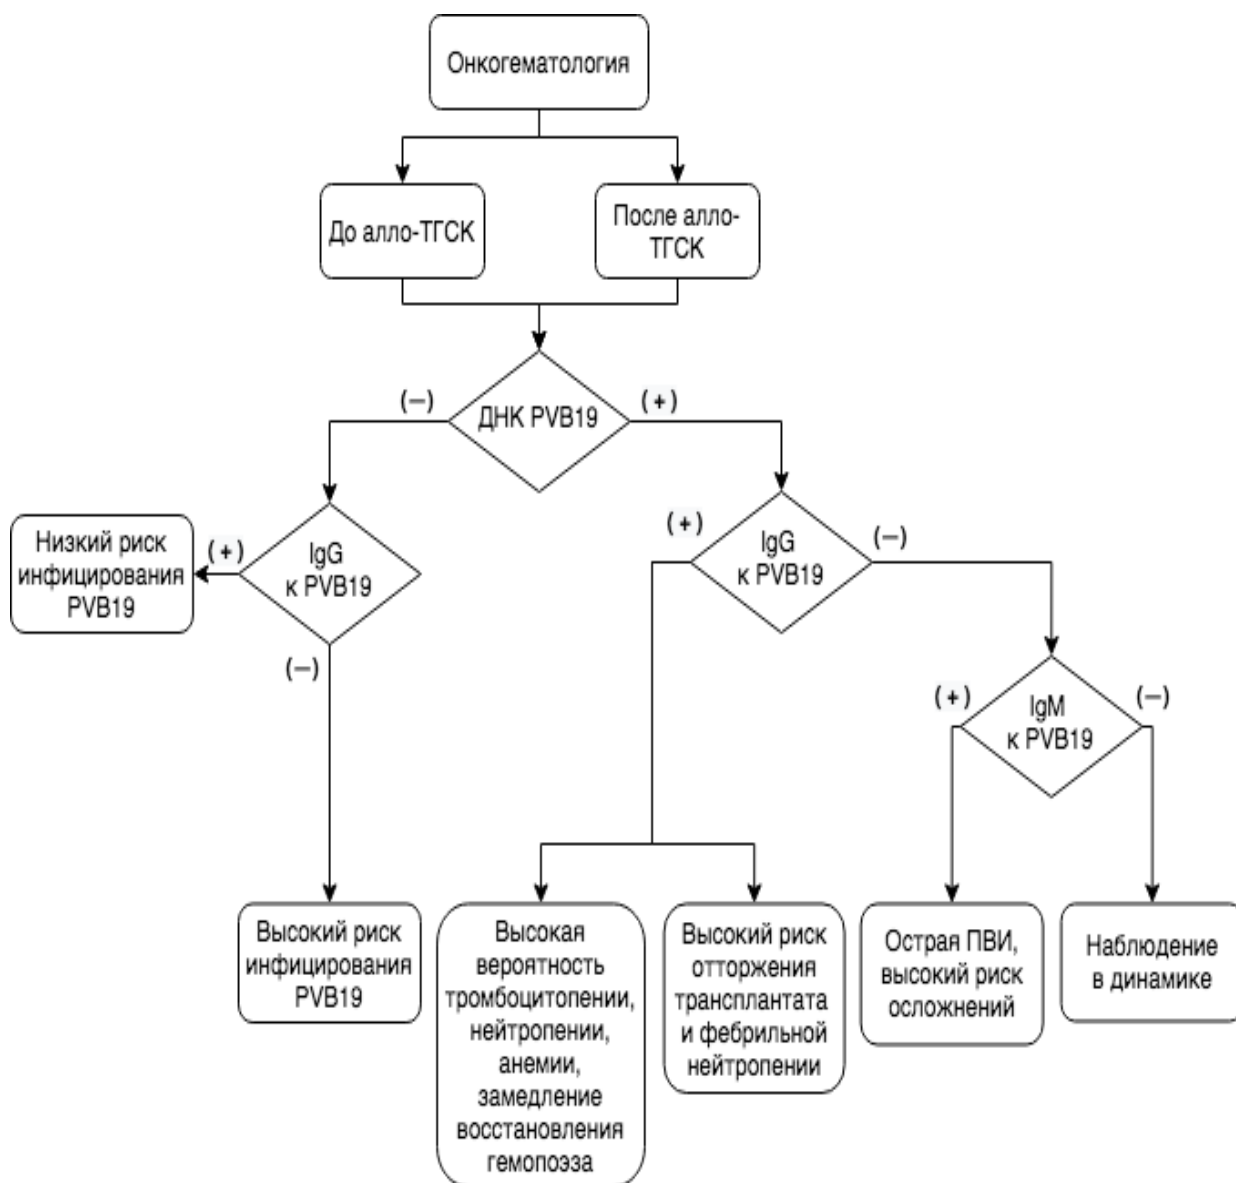 Онкогематология
До алло-ТГСК
После алло-
ТГСК
ДНК PVB19
(—)
(+)
IgG
к PVB19
(+)
(—)
Низкий риск
инфицирования
PVB19
IgG
к PVB19
(+)
(—)
IgM
к PVB19
(+)
(—)
Высокий риск
инфицирования
PVB19
Высокая
вероятность
тромбоцитопении,
нейтропении,
анемии,
замедление
восстановления
гемопоэза
Высокий риск
отторжения
трансплантата
и фебрильной
нейтропении
Острая ПВИ,
высокий риск
осложнений
Наблюдение
в динамике